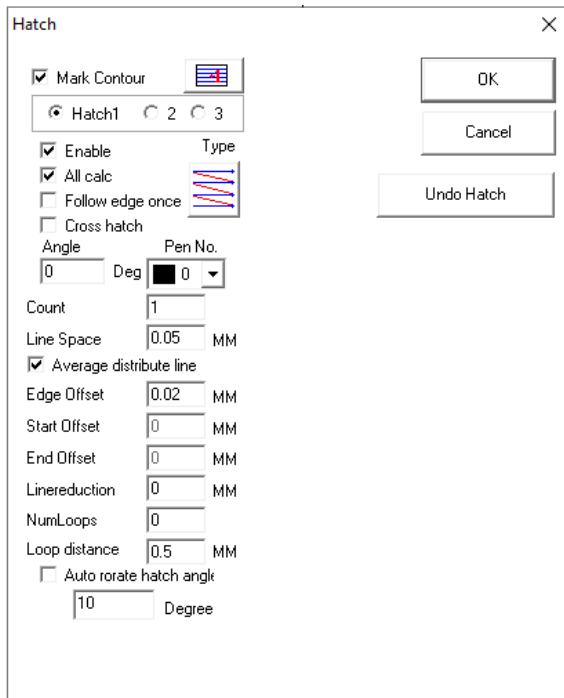 Hatch
Mark Contour
OK
Hatch1 2 3
Cancel
Enable Type
All calc
Follow edge once
Undo Hatch
Cross hatch
Angle Pen No.
0 Deg 0
Count 1
Line Space 0.05 MM
Average distribute line
Edge Offset 0.02 MM
Start Offset 0 MM
End Offset 0 MM
Linereduction 0 MM
NumLoops 0
Loop distance 0.5 MM
Auto rorate hatch angle
10 Degree